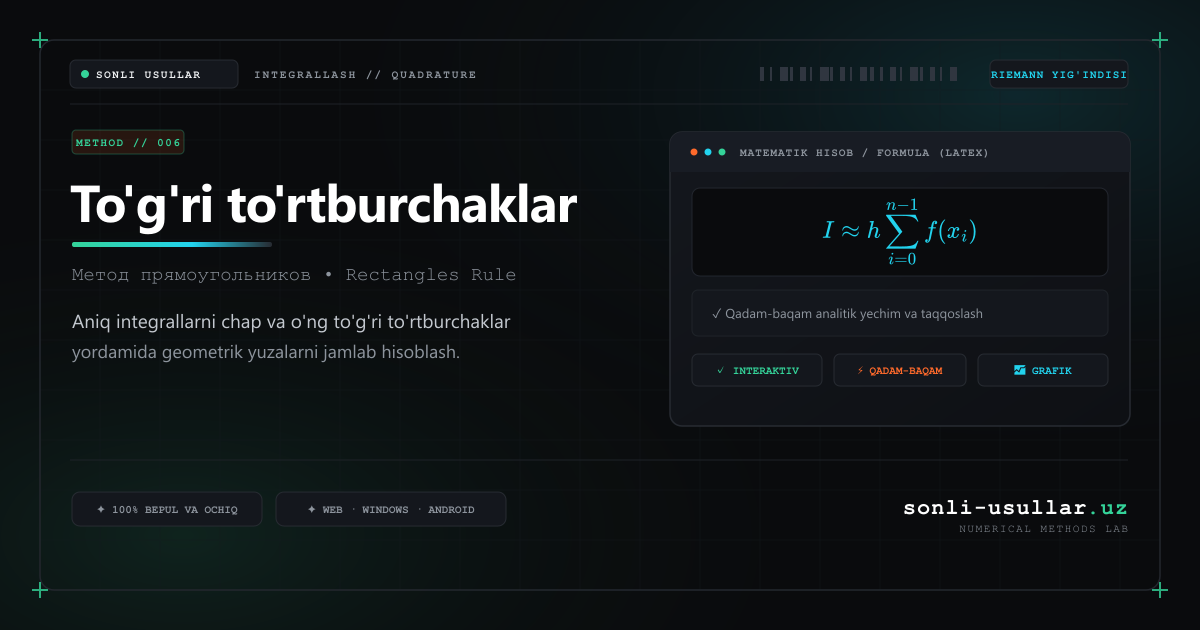 SONLI USULLAR
INTEGRALLASH // QUADRATURE
RIEMANN YIG'INDISI
METHOD // 006
To'g'ri to'rtburchaklar
Метод прямоугольников • Rectangles Rule
Aniq integrallarni chap va o'ng to'g'ri to'rtburchaklar
yordamida geometrik yuzalarni jamlab hisoblash.
MATEMATIK HISOB / FORMULA (LATEX)
I ≈ h ∑_{i=0}^{n−1} f(x_i)
✓ Qadam-baqam analitik yechim va taqqoslash
✓ INTERAKTIV
⚡ QADAM-BAQAM
📈 GRAFIK
✦ 100% BEPUL VA OCHIQ
✦ WEB · WINDOWS · ANDROID
sonli-usullar.uz
NUMERICAL METHODS LAB